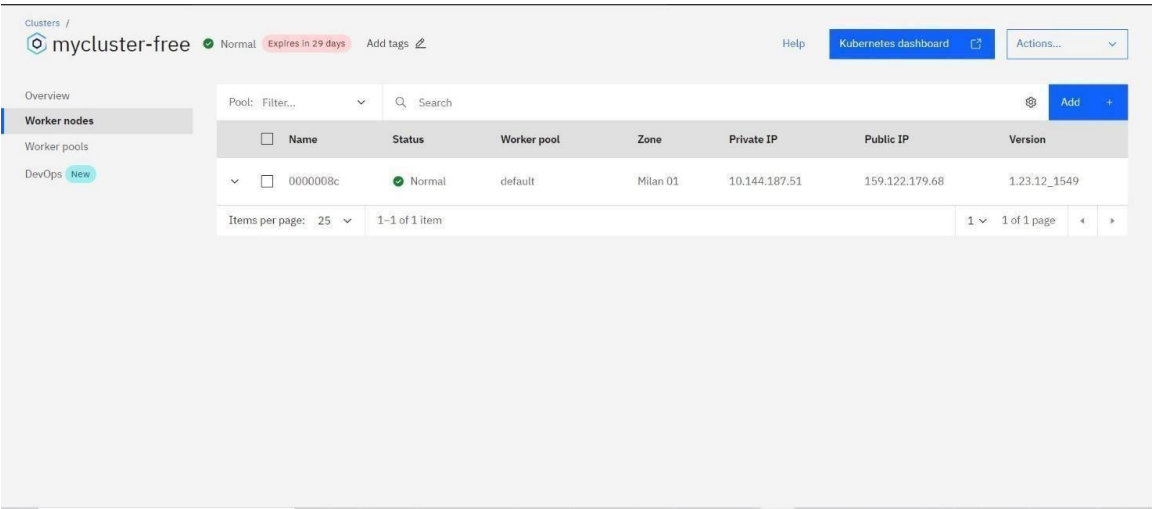 Clusters /
mycluster-free Normal Expires in 29 days Add tags Help Kubernetes dashboard Actions...
Overview
Worker nodes
Worker pools
DevOps New
Pool: Filter... Search Add +
Name Status Worker pool Zone Private IP Public IP Version
0000008c Normal default Milan 01 10.144.187.51 159.122.179.68 1.23.12_1549
Items per page: 25 1–1 of 1 item 1 1 of 1 page